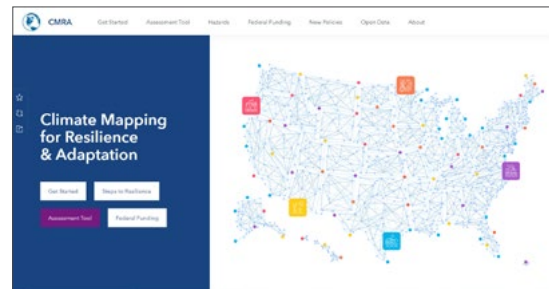 CMRA
Get Started Assessment Tool Hazards Federal Funding New Policies Open Data About
Climate Mapping
for Resilience
& Adaptation
Get Started Steps to Resilience
Assessment Tool Federal Funding